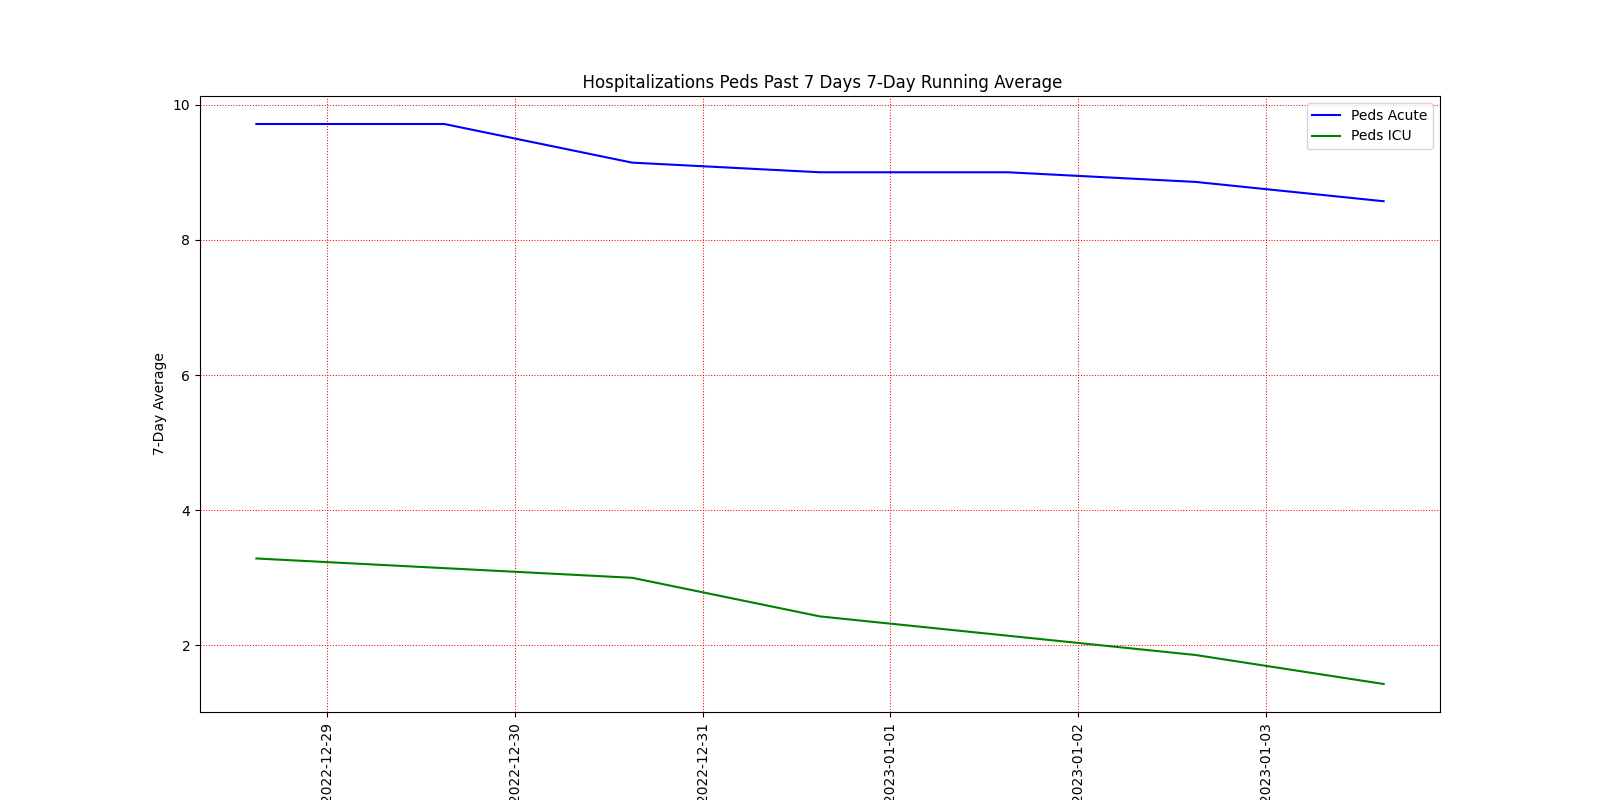 Hospitalizations Peds Past 7 Days 7-Day Running Average
Peds Acute
Peds ICU
7-Day Average
10
8
6
4
2
2022-12-29
2022-12-30
2022-12-31
2023-01-01
2023-01-02
2023-01-03